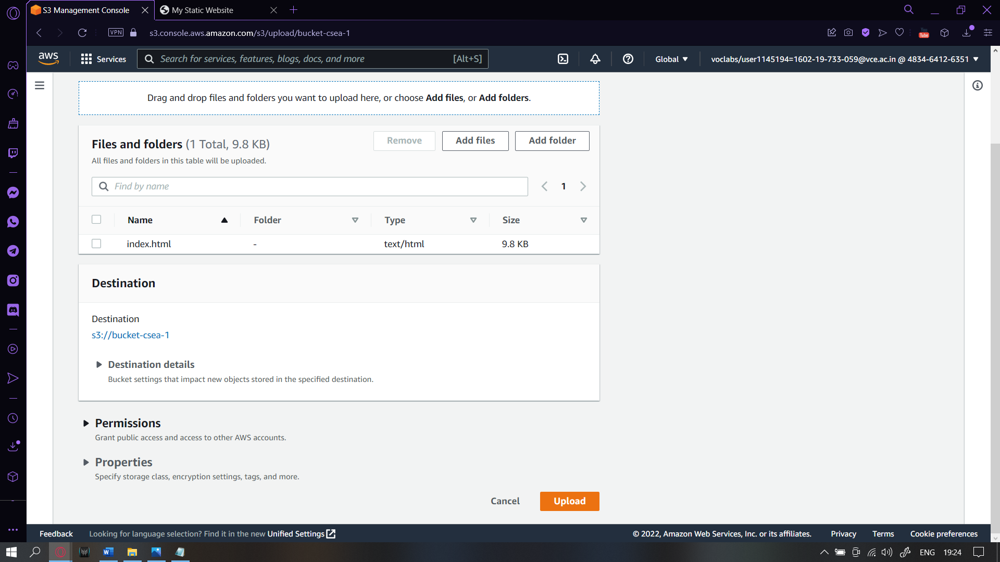 S3 Management Console
My Static Website
VPN
s3.console.aws.amazon.com/s3/upload/bucket-csea-1
You Tube
aws
Services
Search for services, features, blogs, docs, and more
[Alt+S]
Global
voclabs/user1145194=1602-19-733-059@vce.ac.in @ 4834-6412-6351
Drag and drop files and folders you want to upload here, or choose Add files, or Add folders.
Files and folders (1 Total, 9.8 KB)
Remove
Add files
Add folder
All files and folders in this table will be uploaded.
Find by name
1
Name
Folder
Type
Size
index.html
-
text/html
9.8 KB
Destination
Destination
s3://bucket-csea-1
Destination details
Bucket settings that impact new objects stored in the specified destination.
Permissions
Grant public access and access to other AWS accounts.
Properties
Specify storage class, encryption settings, tags, and more.
Cancel
Upload
Feedback
Looking for language selection? Find it in the new Unified Settings
© 2022, Amazon Web Services, Inc. or its affiliates.
Privacy
Terms
Cookie preferences
W
ENG
19:24